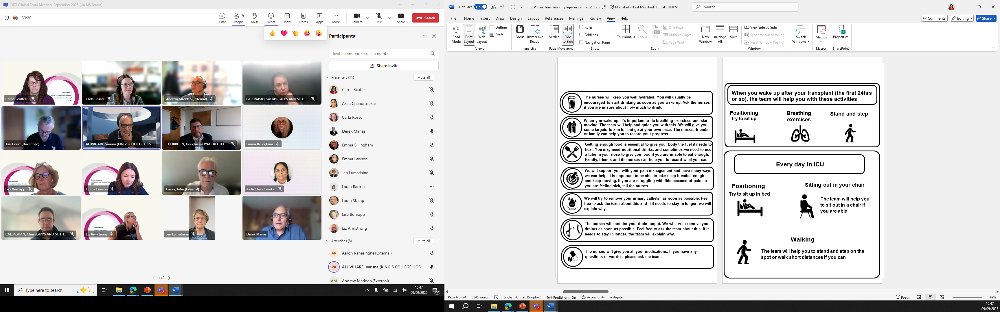 ODT Clinical Team Meeting: September 2025 (via MS Teams)
33:26
Chat
19
People
Raise
React
View
Notes
Apps
More
Camera
Mic
Share
Leave
Participants
Invite someone or dial a number
Share invite
Presenters (11)
Mute all
Carrie Scuffell
Akila Chandrasekar
Carla Rosser
Derek Manas
Emma Billingham
Emma Lawson
Jen Lumsdaine
Laura Barton
Laura Stamp
Lisa Burnapp
Liz Armstrong
Attendees (8)
Mute all
AR
Aaron Ranasinghe (External)
VA
ALUVIHARE, Varuna (KING'S COLLEGE HOS...
AM
Andrew Madden (External)
Carrie Scuffell
Carla Rosser
Andrew Madden (External)
GEROVASILI, Vasiliki (GUY'S AND ST T...
Tim Court (Unverified)
ALUVIHARE, Varuna (KING'S COLLEGE HOS...
THORBURN, Douglas (ROYAL FREE LO...
Emma Billingham
Lisa Burnapp
Emma Lawson
Casey, John (External)
Akila Chandrasekar
CALLAGHAN, Chris (GUY'S AND ST TH...
Liz Armstrong
Jen Lumsdaine
Derek Manas
1/2
Type here to search
2
16:47
09/09/2025
22
AutoSave
On
SCP liver final version pages in centre x2.docx
No Label • Last Modified: Thu at 10:00
Search
File
Home
Insert
Draw
Design
Layout
References
Mailings
Review
View
Help
Comments
Editing
Share
Read
Mode
Print
Layout
Web
Layout
Outline
Draft
Views
Focus
Immersive
Reader
Immersive
Vertical
Side
to Side
Page Movement
Ruler
Gridlines
Navigation Pane
Show
Thumbnails
Zoom
100%
One Page
Multiple Pages
Page Width
Zoom
New
Window
Arrange
All
Split
View Side by Side
Synchronous Scrolling
Reset Window Position
Window
Switch
Windows
Macros
Macros
Properties
SharePoint
The nurses will keep you well hydrated. You will usually be
encouraged to start drinking as soon as you wake up. Ask the nurses
if you are unsure about how much to drink.
When you wake up, it's important to do breathing exercises and start
moving. The team will help and guide you with this. We will give you
some targets to aim for but go at your own pace. The nurses, friends
or family can help you to record your progress.
Getting enough food is essential to give your body the fuel it needs to
heal. You may need nutritional drinks, and sometimes we need to use
a tube in your nose to give you food if you are unable to eat enough.
Family, friends and the nurses can help you to record what you eat.
We will support you with your pain management and have many ways
we can help. It is important to be able to take deep breaths, cough
and keep moving. If you are struggling with this because of pain, or
you are feeling sick, tell the nurses.
We will try to remove your urinary catheter as soon as possible. Feel
free to ask the team about this and if it needs to stay in longer, we will
explain why.
The nurses will monitor your drain output. We will try to remove your
drain/s as soon as possible. Feel free to ask the team about this. If it
needs to stay in longer, the team will explain why.
The nurses will give you all your medications. If you have any
questions or worries, please ask the team.
When you wake up after your transplant (the first 24hrs
or so), the team will help you with these activities
Positioning
Try to sit up
Breathing
exercises
Stand and step
Every day in ICU
Positioning
Try to sit up in bed
Sitting out in your chair
The team will help you
to sit out in a chair if
you are able
Walking
The team will help you to stand and step on the
spot or walk short distances if you can
Page 6 of 24
3545 words
English (United Kingdom)
Text Predictions: On
Accessibility: Investigate
Focus
99%
2
16:47
09/09/2025